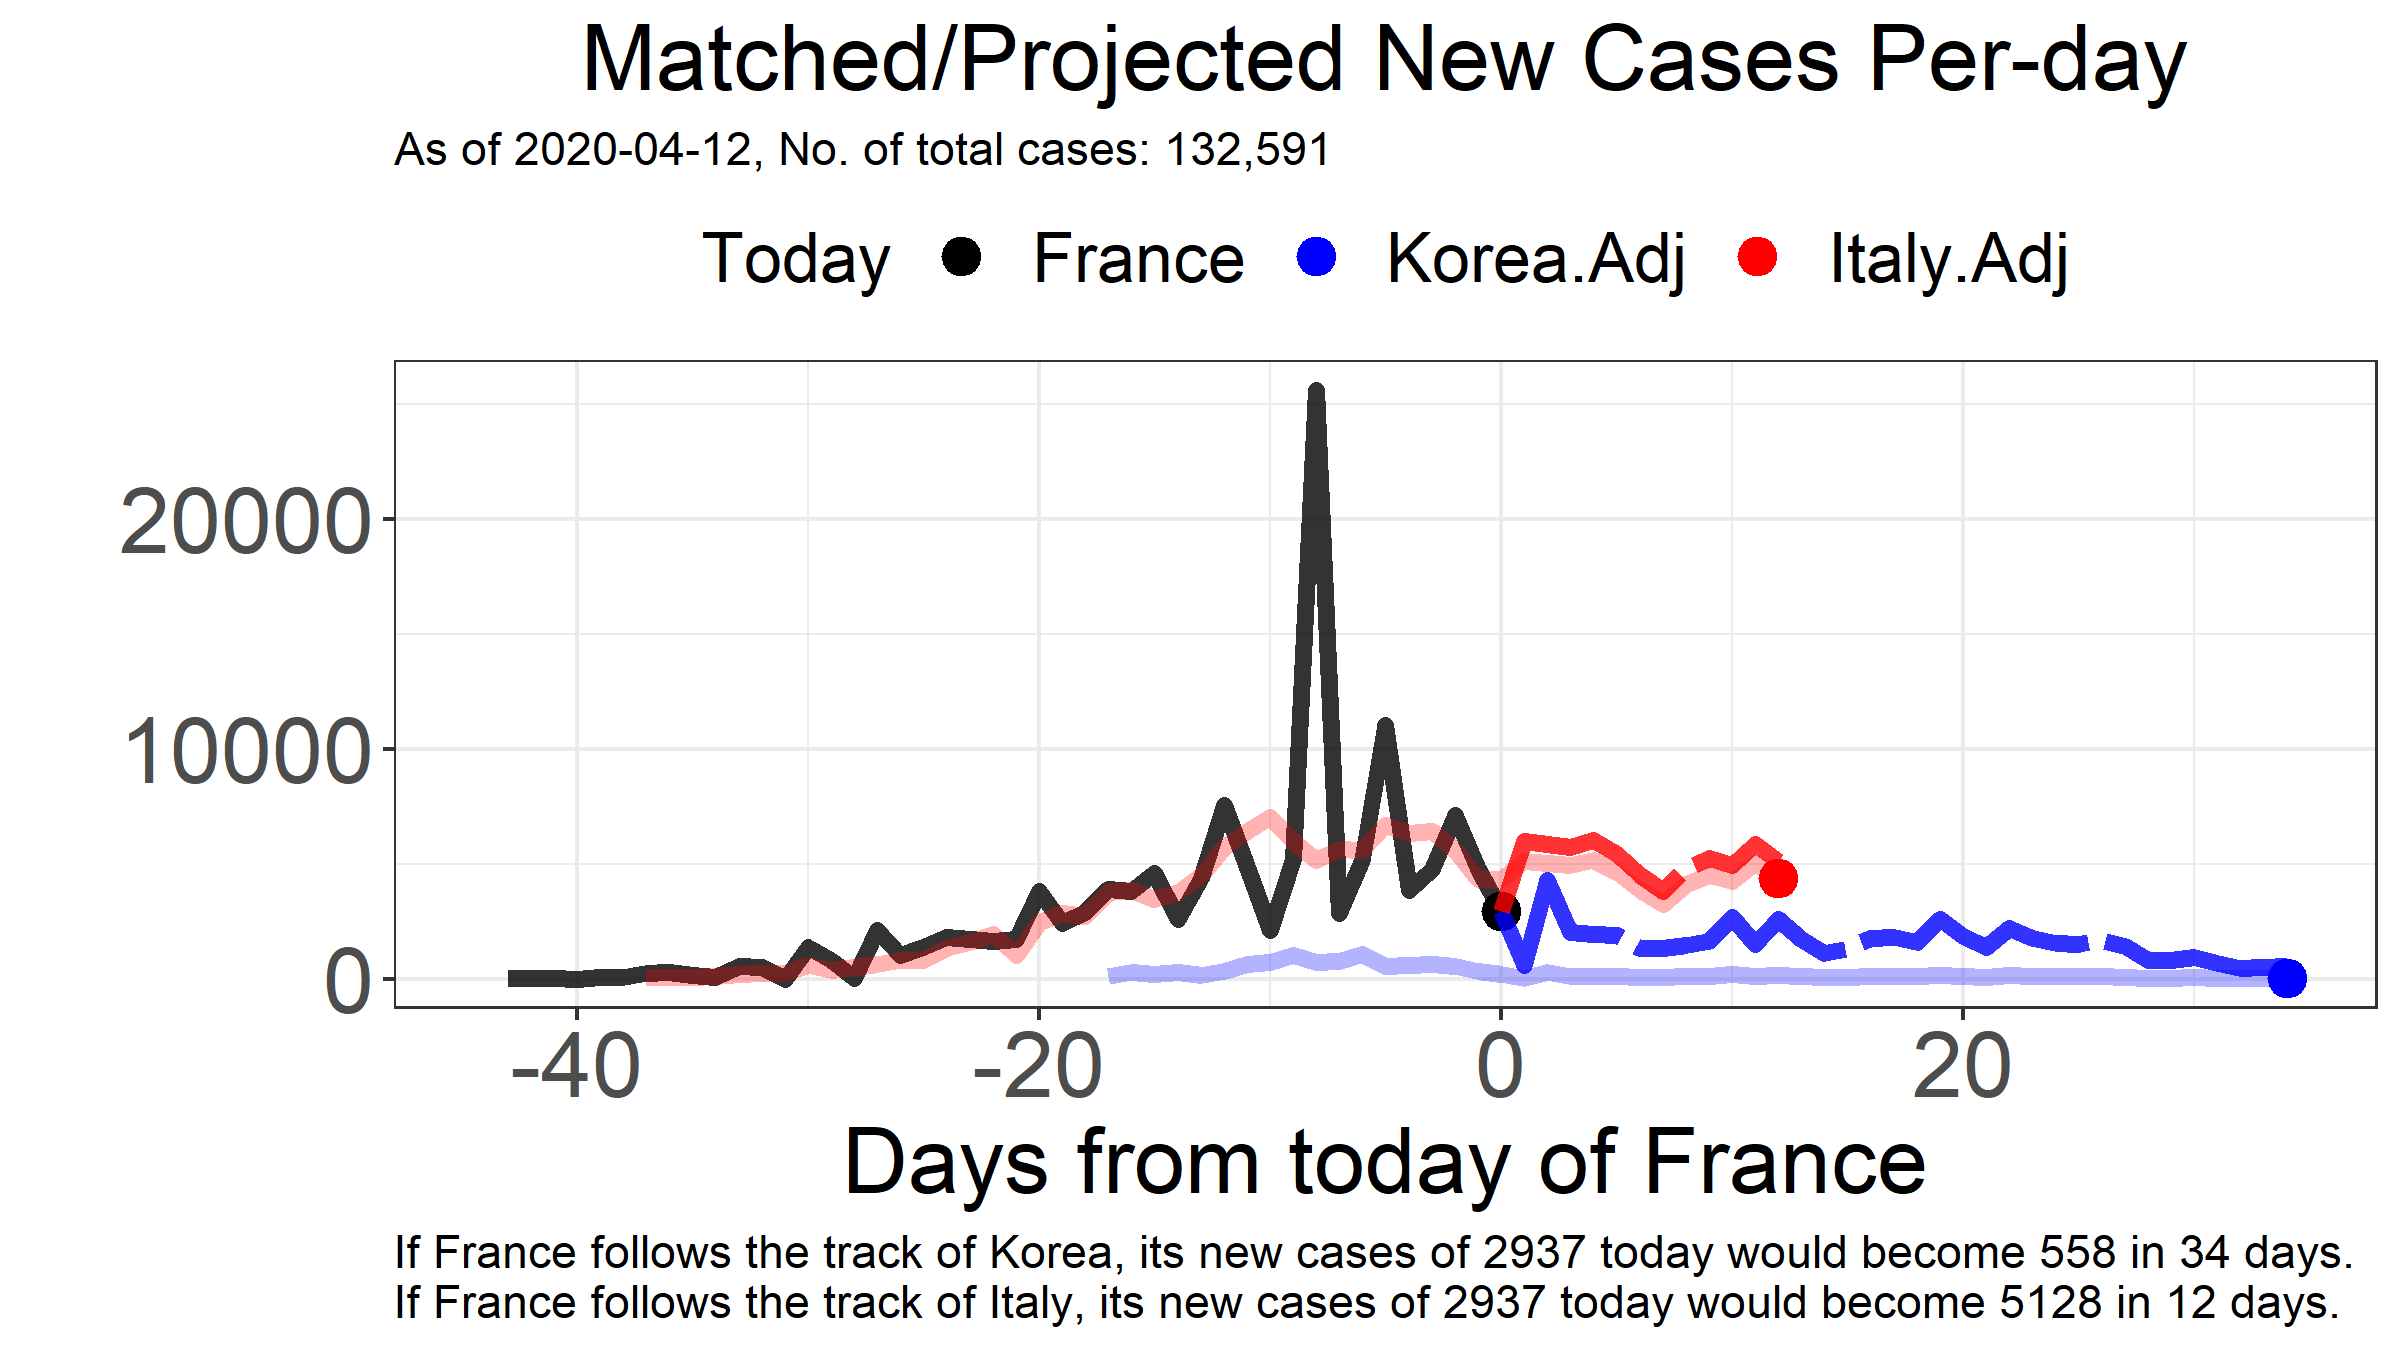 Matched/Projected New Cases Per-day
As of 2020-04-12, No. of total cases: 132,591
Today France Korea.Adj Italy.Adj
20000
10000
0
-40 -20 0 20
Days from today of France
If France follows the track of Korea, its new cases of 2937 today would become 558 in 34 days.
If France follows the track of Italy, its new cases of 2937 today would become 5128 in 12 days.